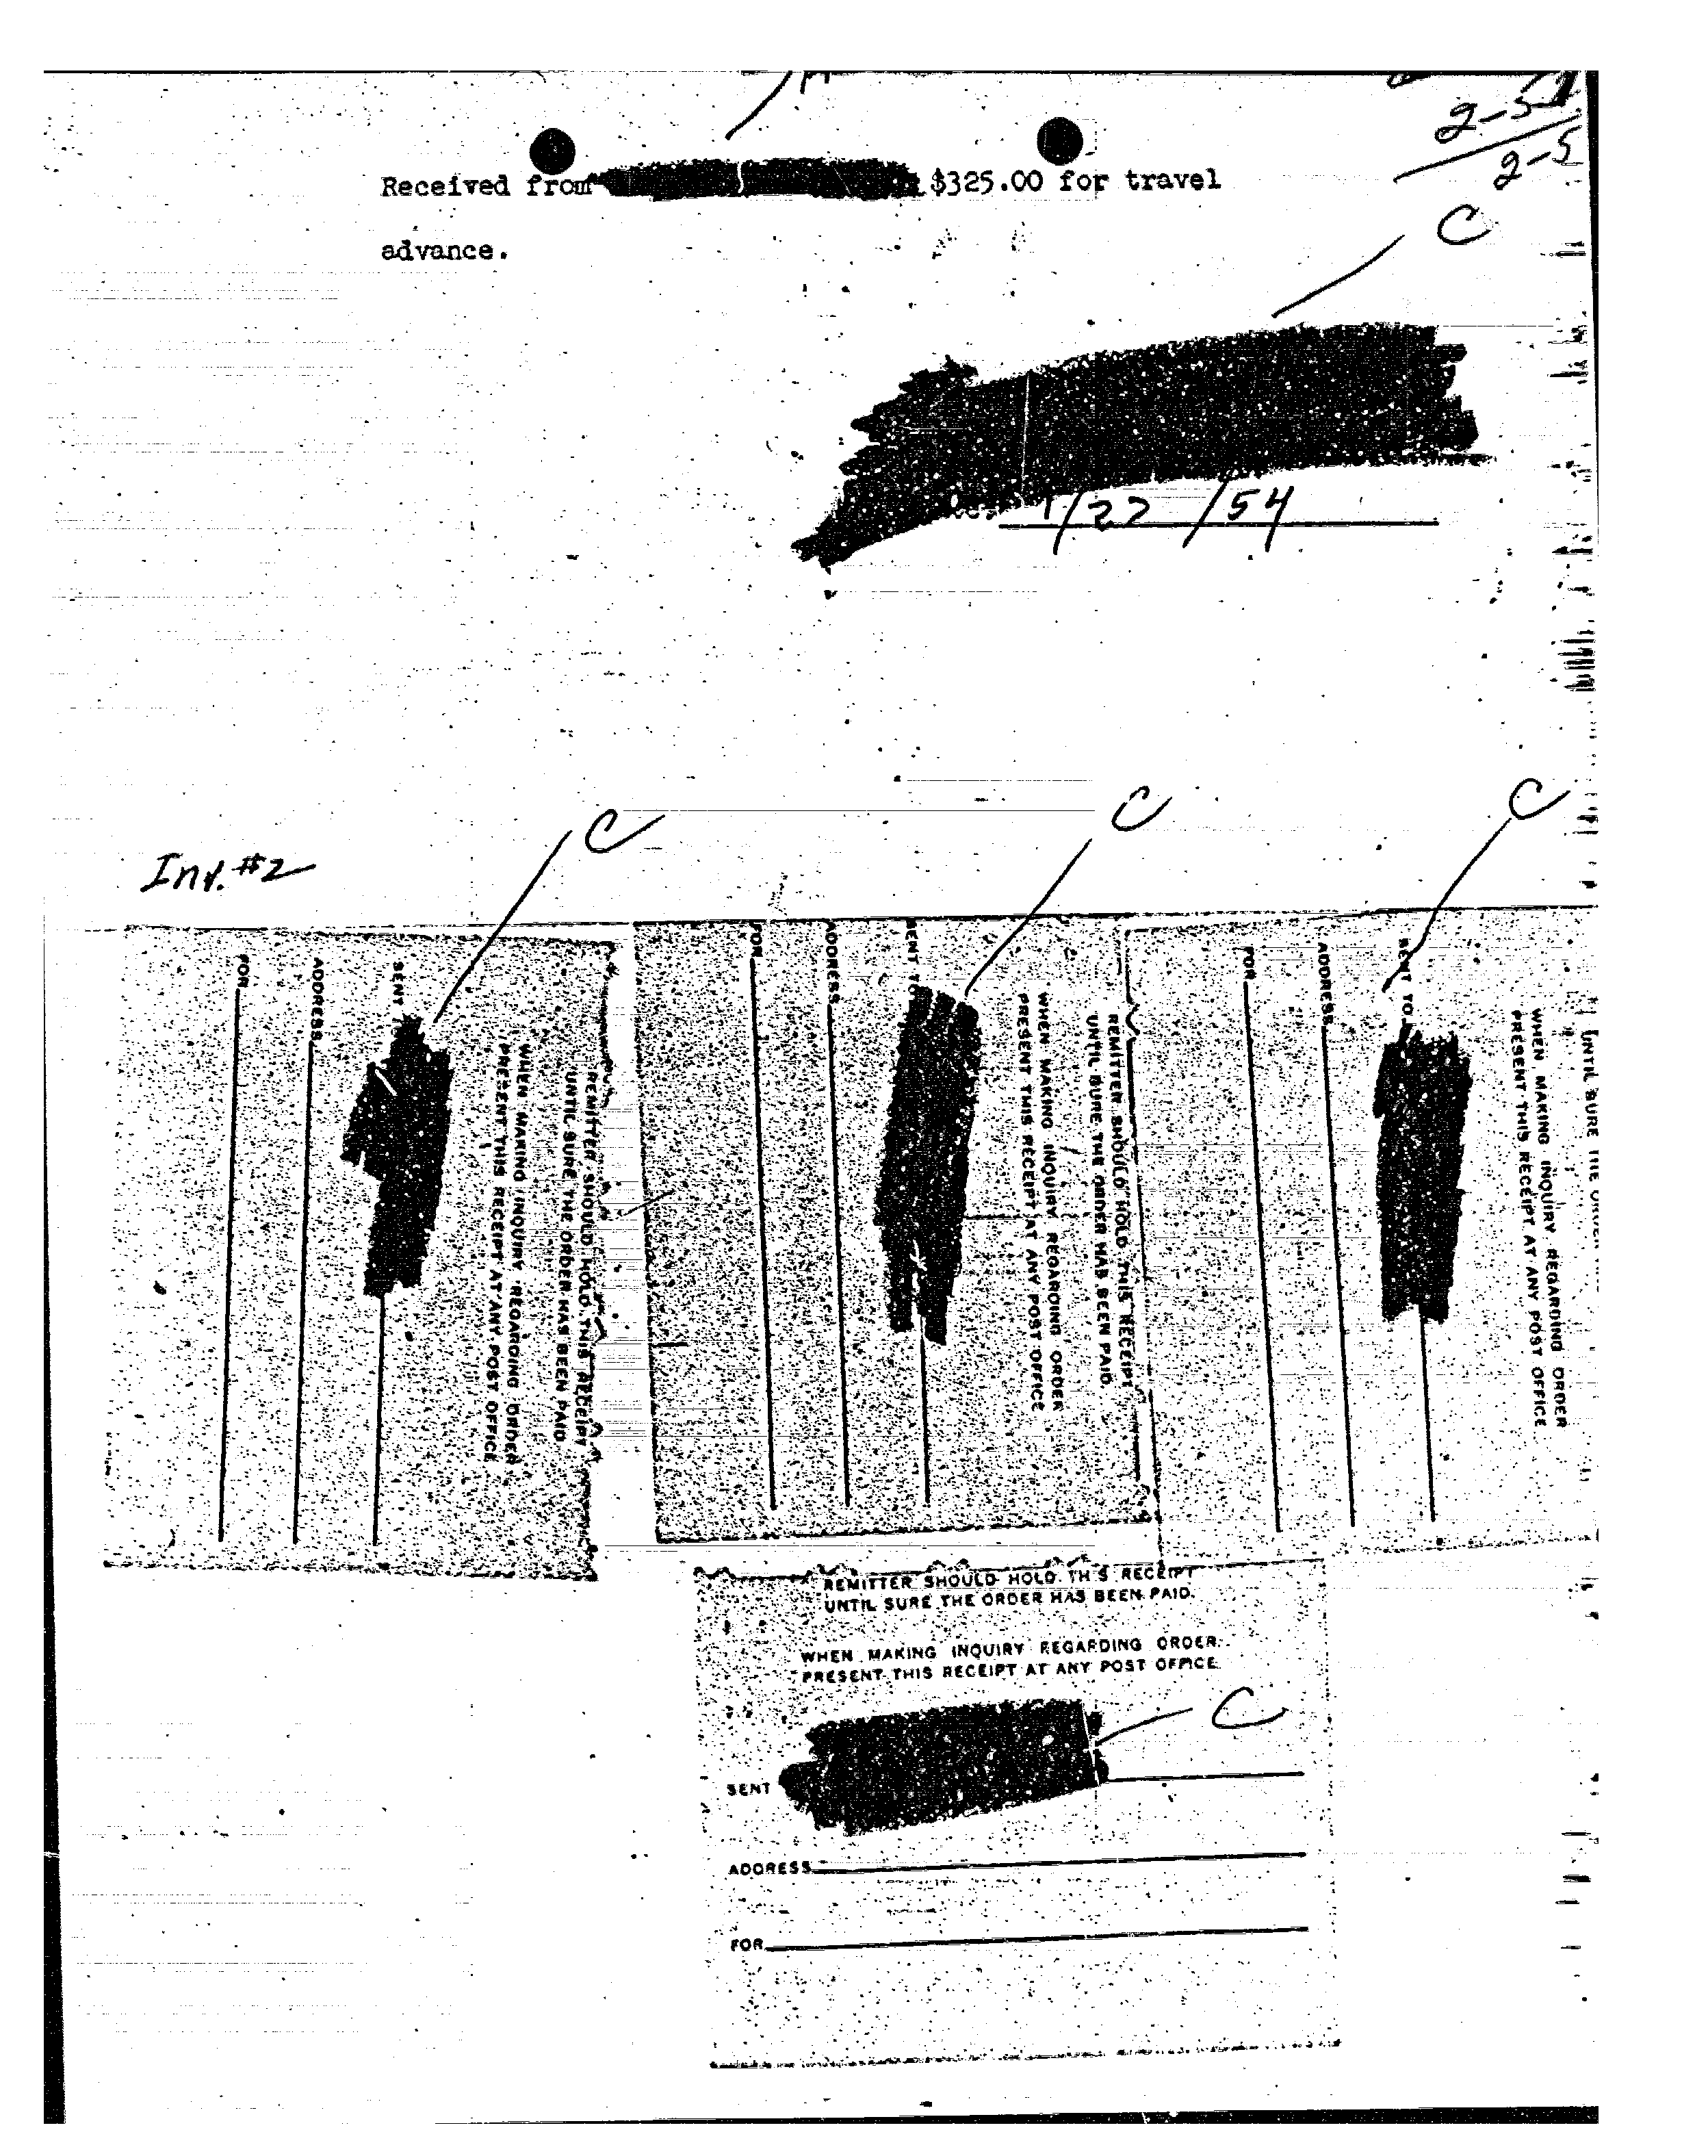 2-5
2-5
Received from $325.00 for travel
advance.
C
1/22/54
C
C
C
Inv. #2
REMITTER SHOULD HOLD THIS RECEIPT
UNTIL SURE THE ORDER HAS BEEN PAID.
WHEN MAKING INQUIRY REGARDING ORDER
PRESENT THIS RECEIPT AT ANY POST OFFICE
SENT
ADDRESS
FOR
REMITTER SHOULD HOLD THIS RECEIPT
UNTIL SURE THE ORDER HAS BEEN PAID.
WHEN MAKING INQUIRY REGARDING ORDER
PRESENT THIS RECEIPT AT ANY POST OFFICE
SENT TO
ADDRESS
FOR
UNTIL SURE THE ORDER
WHEN MAKING INQUIRY REGARDING ORDER
PRESENT THIS RECEIPT AT ANY POST OFFICE
SENT TO
ADDRESS
FOR
REMITTER SHOULD HOLD THIS RECEIPT
UNTIL SURE THE ORDER HAS BEEN PAID.
WHEN MAKING INQUIRY REGARDING ORDER
PRESENT THIS RECEIPT AT ANY POST OFFICE
C
SENT
ADDRESS
FOR